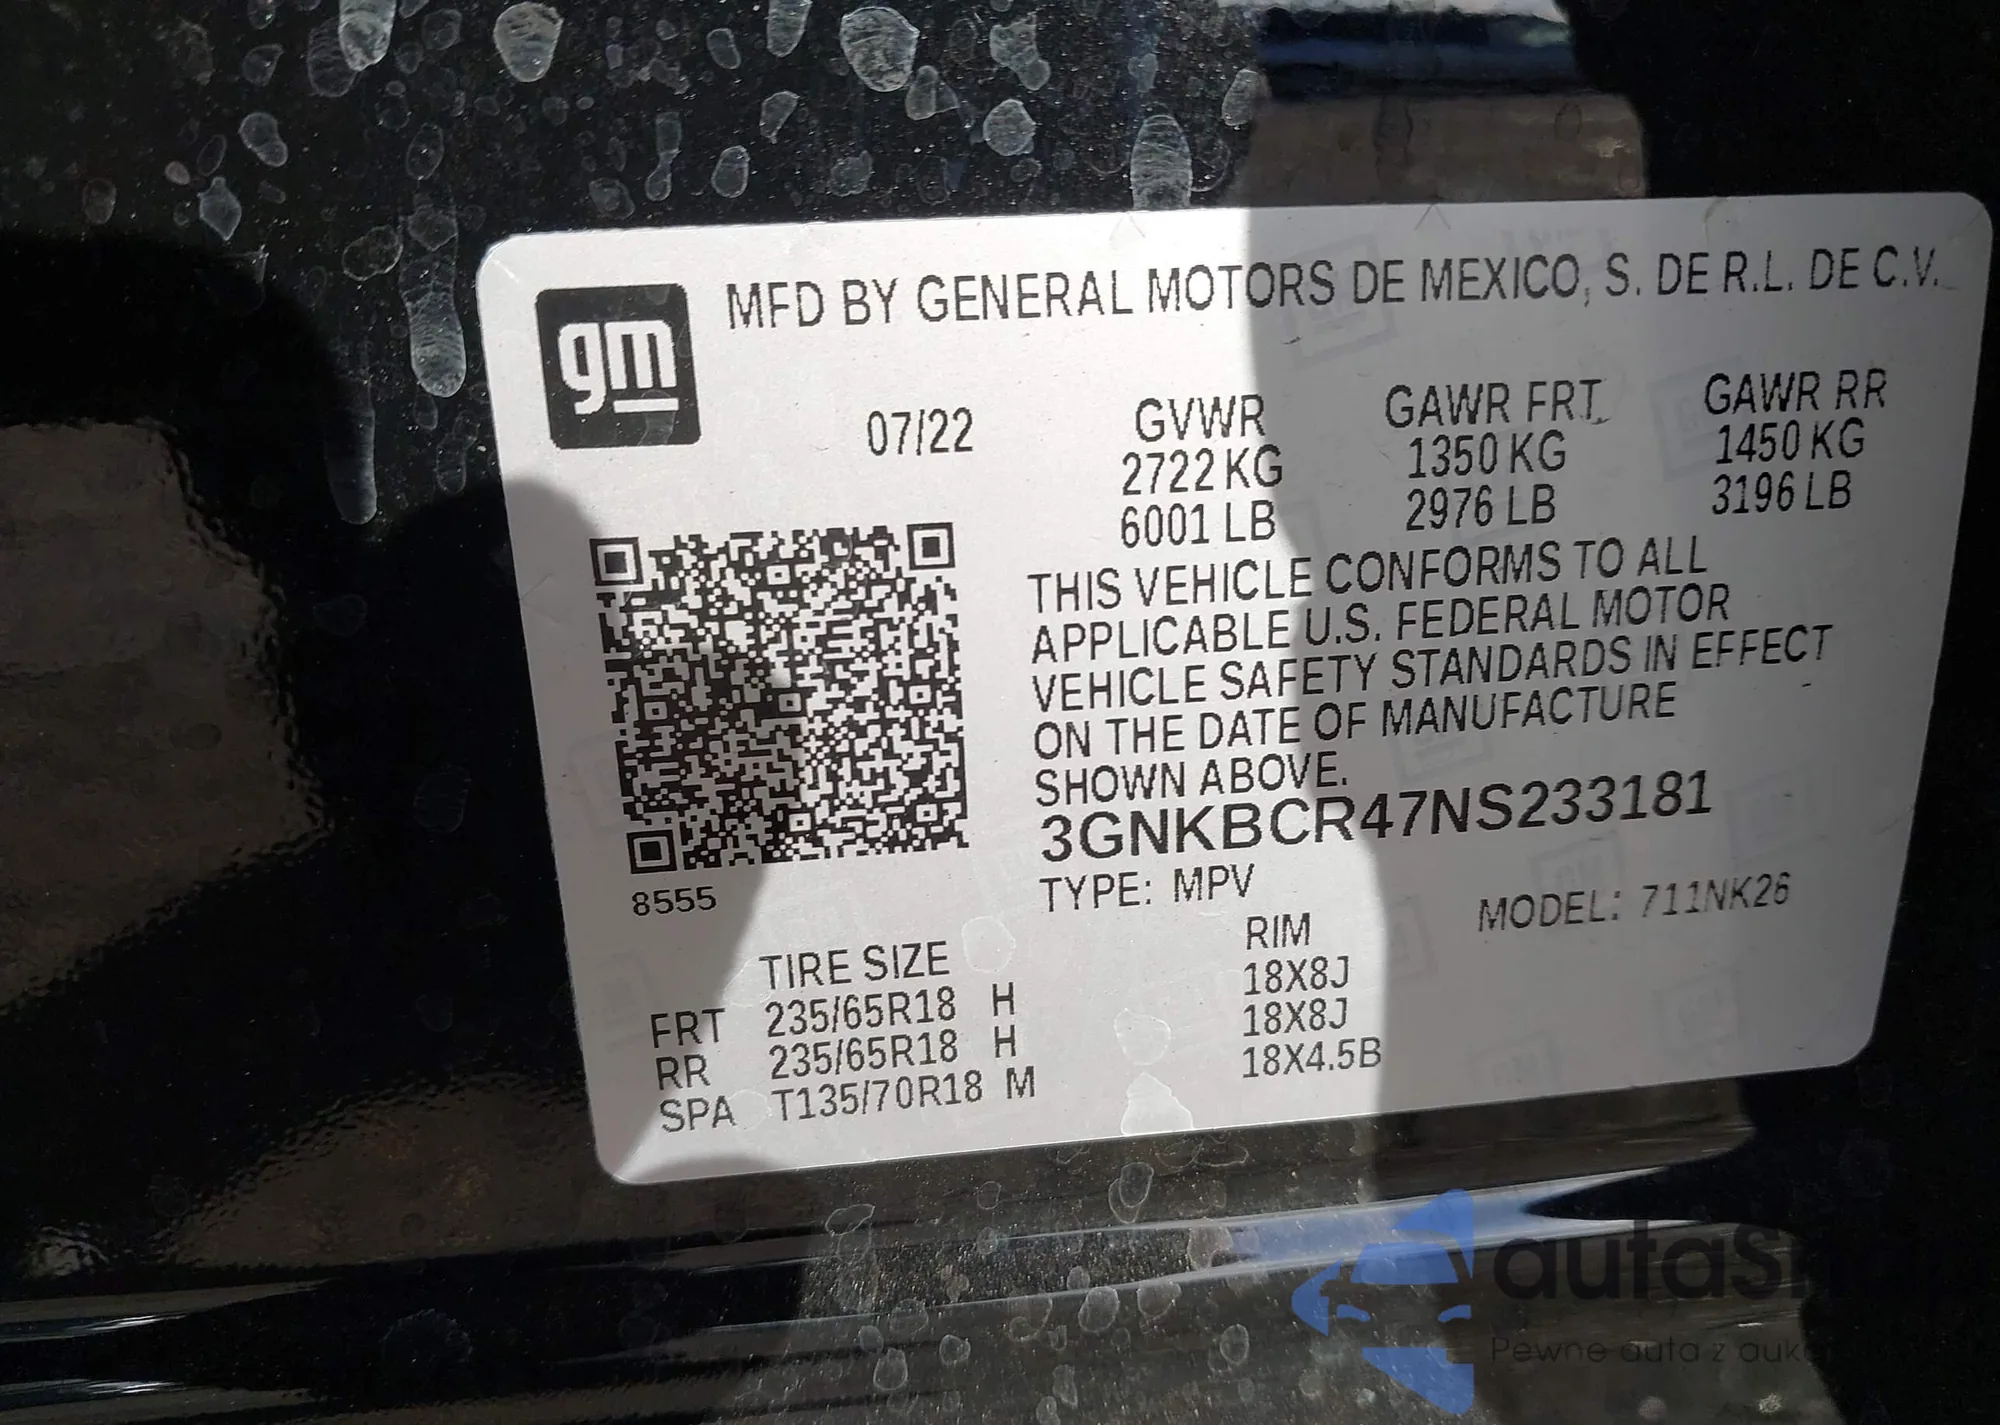 gm
MFD BY GENERAL MOTORS DE MEXICO, S. DE R.L. DE C.V.
07/22
GVWR GAWR FRT GAWR RR
2722 KG 1350 KG 1450 KG
6001 LB 2976 LB 3196 LB
THIS VEHICLE CONFORMS TO ALL
APPLICABLE U.S. FEDERAL MOTOR
VEHICLE SAFETY STANDARDS IN EFFECT
ON THE DATE OF MANUFACTURE
SHOWN ABOVE.
3GNKBCR47NS233181
8555
TYPE: MPV MODEL: 711NK26
TIRE SIZE RIM
FRT 235/65R18 H 18X8J
RR 235/65R18 H 18X8J
SPA T135/70R18 M 18X4.5B
Pewne auta z